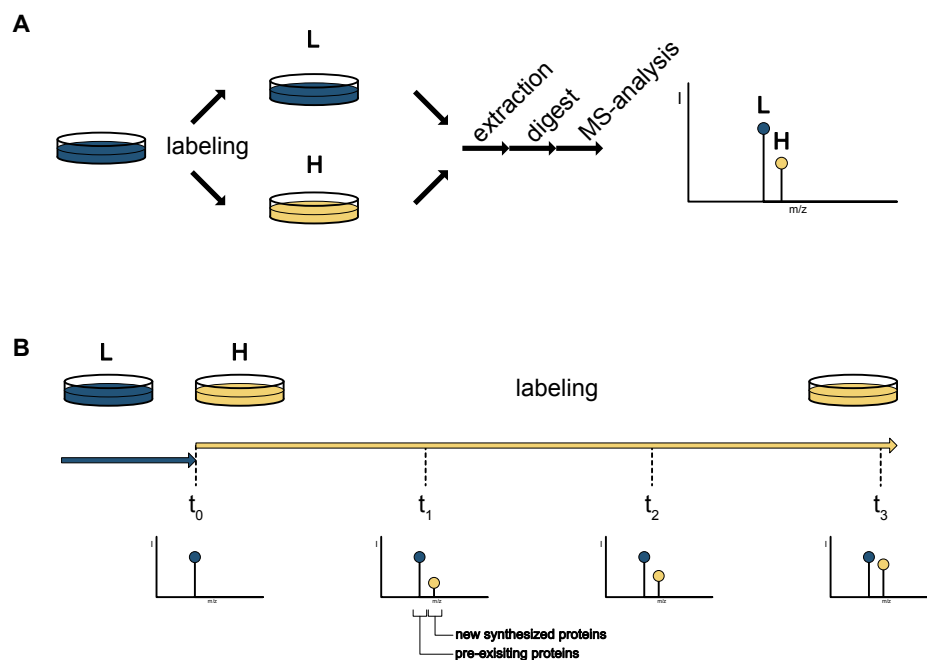 A
L
labeling
H
extraction
digest
MS-analysis
I
L
H
m/z
B
L
H
labeling
t0
t1
t2
t3
I
m/z
I
m/z
I
m/z
I
m/z
new synthesized proteins
pre-exisiting proteins